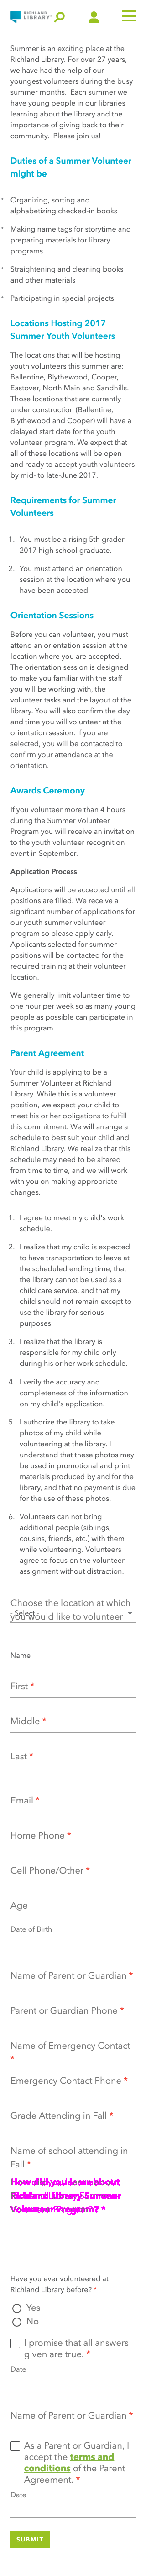 RICHLAND
LIBRARY
Summer is an exciting place at the
Richland Library. For over 27 years,
we have had the help of our
youngest volunteers during the busy
summer months.  Each summer we
have young people in our libraries
learning about the library and the
importance of giving back to their
community.  Please join us!
Duties of a Summer Volunteer
might be
Organizing, sorting and
alphabetizing checked-in books
Making name tags for storytime and
preparing materials for library
programs
Straightening and cleaning books
and other materials
Participating in special projects
Locations Hosting 2017
Summer Youth Volunteers
The locations that will be hosting
youth volunteers this summer are:
Ballentine, Blythewood, Cooper,
Eastover, North Main and Sandhills.
Those locations that are currently
under construction (Ballentine,
Blythewood and Cooper) will have a
delayed start date for the youth
volunteer program. We expect that
all of these locations will be open
and ready to accept youth volunteers
by mid- to late-June 2017.
Requirements for Summer
Volunteers
1. You must be a rising 5th grader-
2017 high school graduate.
2. You must attend an orientation
session at the location where you
have been accepted.
Orientation Sessions
Before you can volunteer, you must
attend an orientation session at the
location where you are accepted.
The orientation session is designed
to make you familiar with the staff
you will be working with, the
volunteer tasks and the layout of the
library. You will also confirm the day
and time you will volunteer at the
orientation session. If you are
selected, you will be contacted to
confirm your attendance at the
orientation.
Awards Ceremony
If you volunteer more than 4 hours
during the Summer Volunteer
Program you will receive an invitation
to the youth volunteer recognition
event in September.
Application Process
Applications will be accepted until all
positions are filled. We receive a
significant number of applications for
our youth summer volunteer
program so please apply early.
Applicants selected for summer
positions will be contacted for the
required training at their volunteer
location.
We generally limit volunteer time to
one hour per week so as many young
people as possible can participate in
this program.
Parent Agreement
Your child is applying to be a
Summer Volunteer at Richland
Library. While this is a volunteer
position, we expect your child to
meet his or her obligations to fulfill
this commitment. We will arrange a
schedule to best suit your child and
Richland Library. We realize that this
schedule may need to be altered
from time to time, and we will work
with you on making appropriate
changes.
1. I agree to meet my child's work
schedule.
2. I realize that my child is expected
to have transportation to leave at
the scheduled ending time, that
the library cannot be used as a
child care service, and that my
child should not remain except to
use the library for serious
purposes.
3. I realize that the library is
responsible for my child only
during his or her work schedule.
4. I verify the accuracy and
completeness of the information
on my child's application.
5. I authorize the library to take
photos of my child while
volunteering at the library. I
understand that these photos may
be used in promotional and print
materials produced by and for the
library, and that no payment is due
for the use of these photos.
6. Volunteers can not bring
additional people (siblings,
cousins, friends, etc.) with them
while volunteering. Volunteers
agree to focus on the volunteer
assignment without distraction.
Choose the location at which
- Select -
you would like to volunteer
Name
First *
Middle *
Last *
Email *
Home Phone *
Cell Phone/Other *
Age
Date of Birth
Name of Parent or Guardian *
Parent or Guardian Phone *
Name of Emergency Contact
*
Emergency Contact Phone *
Grade Attending in Fall *
Name of school attending in
Fall *
How did you learn about
Richland Library Summer
Volunteer Program? *
Have you ever volunteered at
Richland Library before? *
Yes
No
I promise that all answers
given are true. *
Date
Name of Parent or Guardian *
As a Parent or Guardian, I
accept the terms and
conditions of the Parent
Agreement. *
Date
SUBMIT